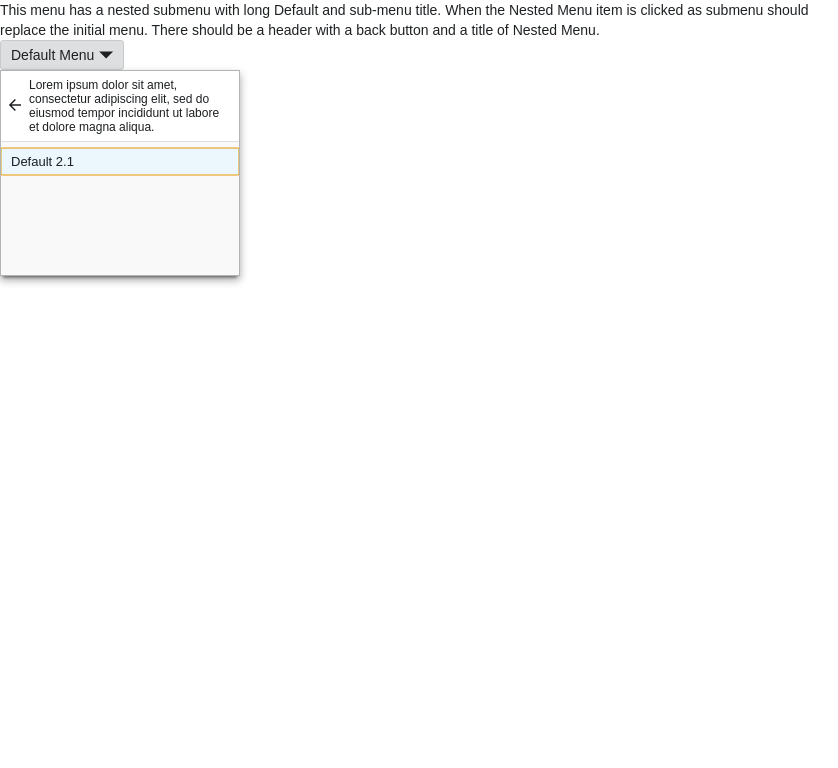 This menu has a nested submenu with long Default and sub-menu title. When the Nested Menu item is clicked as submenu should
replace the initial menu. There should be a header with a back button and a title of Nested Menu.
Default Menu
Lorem ipsum dolor sit amet,
consectetur adipiscing elit, sed do
eiusmod tempor incididunt ut labore
et dolore magna aliqua.
Default 2.1